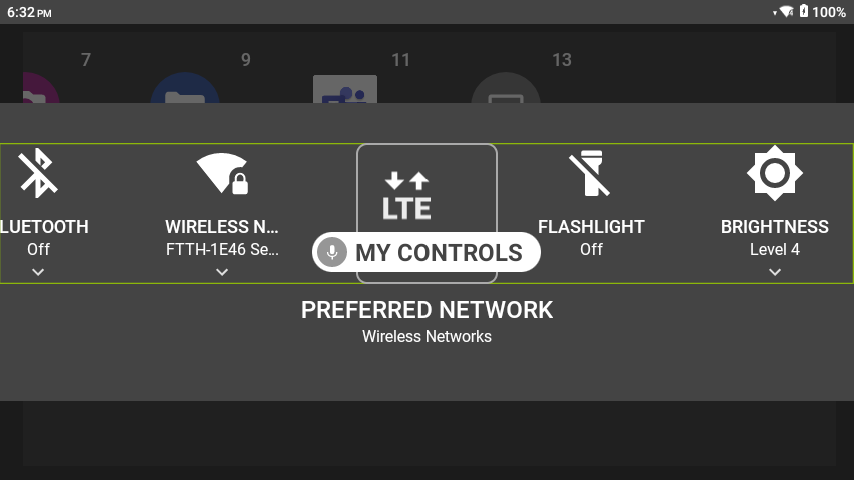 6:32 PM
100%
7
9
11
13
LTE
LUETOOTH
WIRELESS N...
FLASHLIGHT
BRIGHTNESS
Off
FTTH-1E46 Se...
MY CONTROLS
Off
Level 4
PREFERRED NETWORK
Wireless Networks